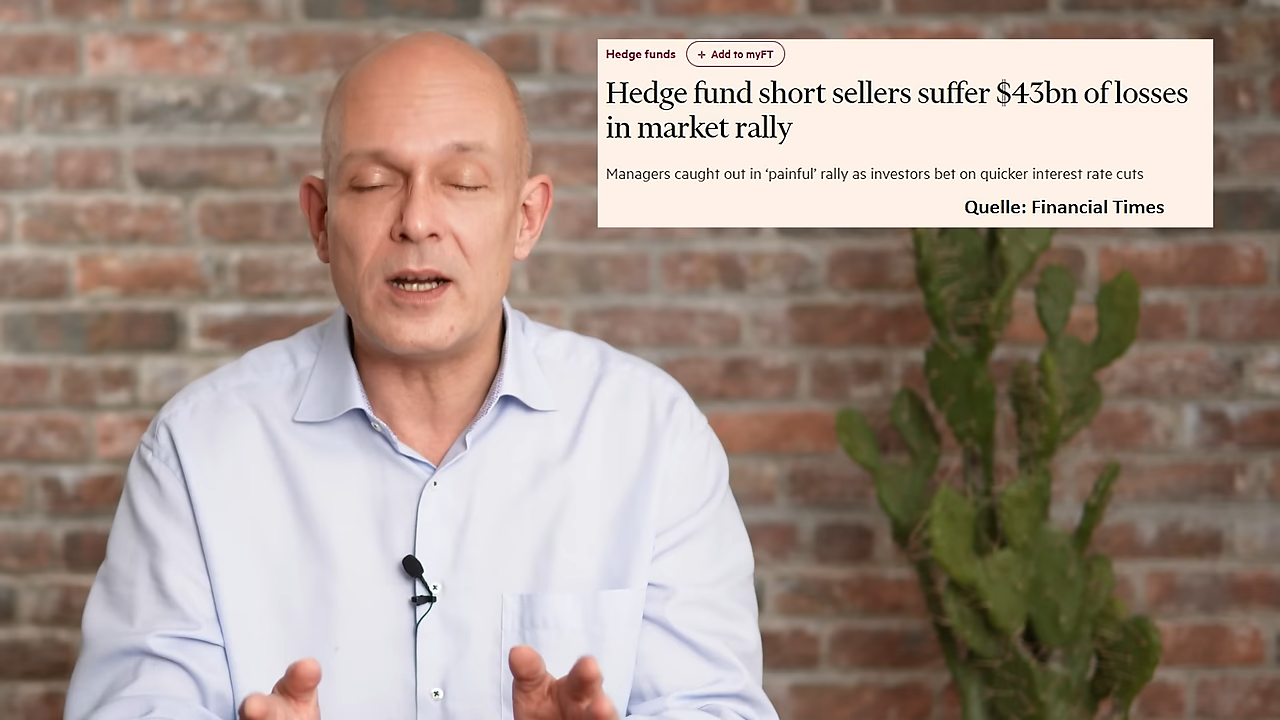 Hedge funds + Add to myFT
Hedge fund short sellers suffer $43bn of losses
in market rally
Managers caught out in ‘painful’ rally as investors bet on quicker interest rate cuts
Quelle: Financial Times